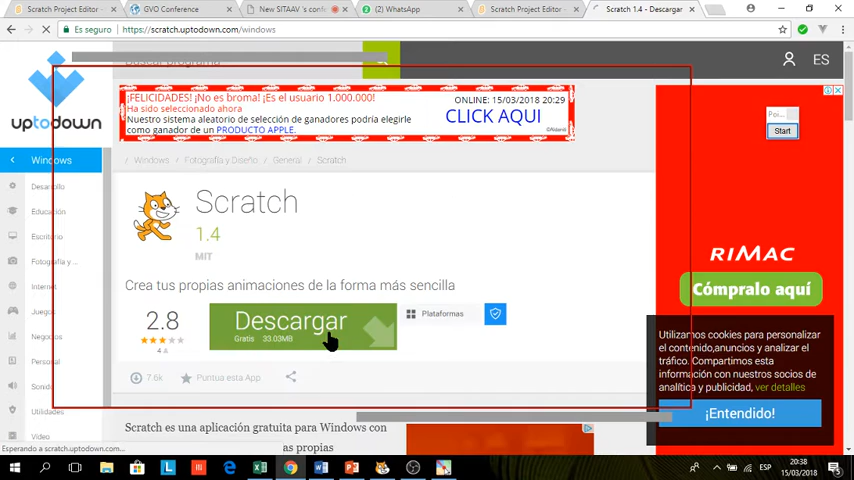 Scratch Project Editor -
GVO Conference
New SITAAV 's conf
(2) WhatsApp
Scratch Project Editor -
Scratch 1.4 - Descargar
Es seguro
https://scratch.uptodown.com/windows
ES
¡FELICIDADES! ¡No es broma! ¡Es el usuario 1.000.000!
Ha sido seleccionado ahora
Nuestro sistema aleatorio de selección de ganadores podría elegirle
como ganador de un PRODUCTO APPLE.
ONLINE: 15/03/2018 20:29
CLICK AQUI
uptodown
Poi...
Start
Windows
/ Windows / Fotografía y Diseño / General / Scratch
Desarrollo
Educación
Escritorio
Fotografía y ...
Internet
Juegos
Negocios
Personal
Sonido
Utilidades
Vídeo
Scratch
1.4
MIT
Crea tus propias animaciones de la forma más sencilla
2.8
4
Descargar
Gratis 33.03MB
Plataformas
7.6k
Puntua esta App
Scratch es una aplicación gratuita para Windows con
as propias
RIMAC
Cómpralo aquí
Utilizamos cookies para personalizar
el contenido,anuncios y analizar el
tráfico. Compartimos esta
información con nuestros socios de
analítica y publicidad, ver detalles
¡Entendido!
Esperando a scratch.uptodown.com...
ESP
20:38
15/03/2018